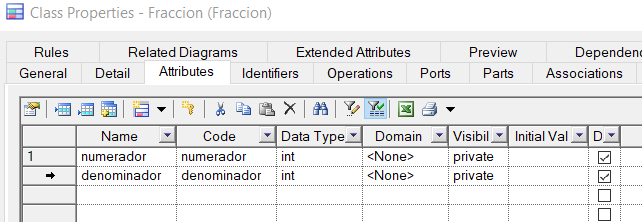 Class Properties - Fraccion (Fraccion)
Rules Related Diagrams Extended Attributes Preview Dependenc
General Detail Attributes Identifiers Operations Ports Parts Associations
Name Code Data Type Domain Visibil Initial Val D
1 numerador numerador int <None> private
denominador denominador int <None> private